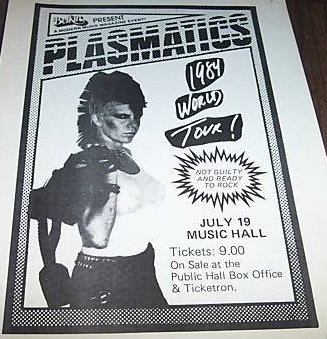 PRESENT
A MODERN MUSIC MAGAZINE EVENT!
PLASMATICS
1984
WORLD
TOUR!
NOT GUILTY
AND READY
TO ROCK
JULY 19
MUSIC HALL
Tickets: 9.00
On Sale at the
Public Hall Box Office
& Ticketron.